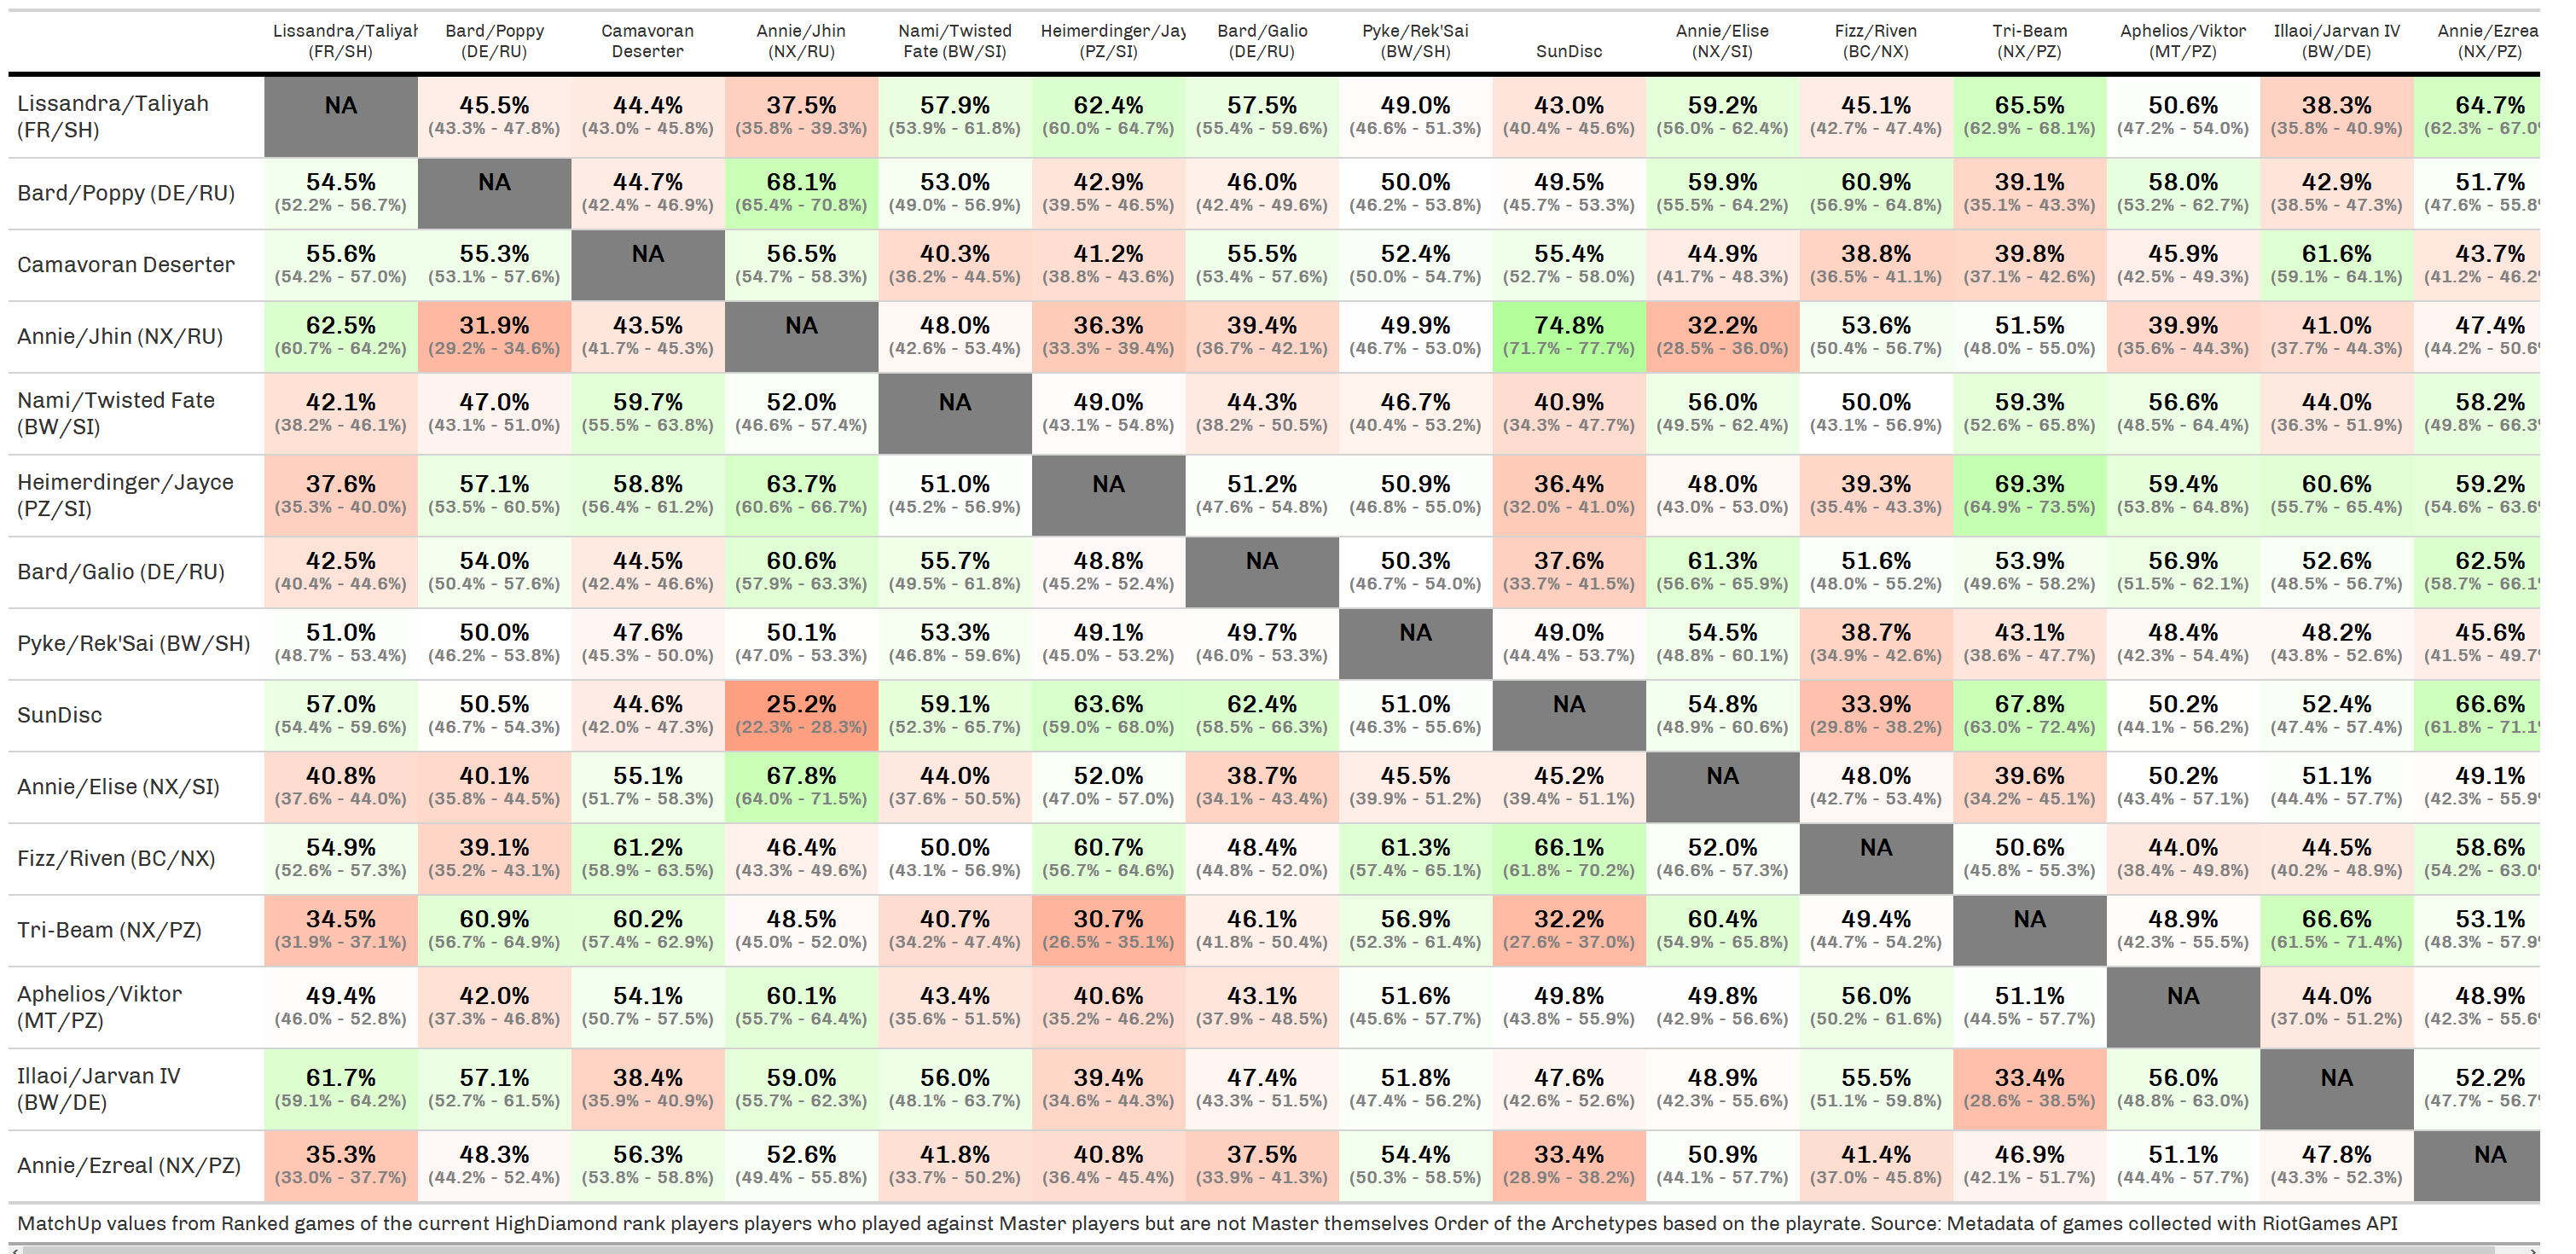 Lissandra/Taliyah Bard/Poppy Camavoran Annie/Jhin Nami/Twisted Heimerdinger/Jay Bard/Galio Pyke/Rek'Sai SunDisc Annie/Elise Fizz/Riven Tri-Beam Aphelios/Viktor Illaoi/Jarvan IV Annie/Ezrea
(FR/SH) (DE/RU) Deserter (NX/RU) Fate (BW/SI) (PZ/SI) (DE/RU) (BW/SH) (NX/SI) (BC/NX) (NX/PZ) (MT/PZ) (BW/DE) (NX/PZ)
Lissandra/Taliyah NA 45.5% 44.4% 37.5% 57.9% 62.4% 57.5% 49.0% 43.0% 59.2% 45.1% 65.5% 50.6% 38.3% 64.7%
(FR/SH) (43.3% - 47.8%) (43.0% - 45.8%) (35.8% - 39.3%) (53.9% - 61.8%) (60.0% - 64.7%) (55.4% - 59.6%) (46.6% - 51.3%) (40.4% - 45.6%) (56.0% - 62.4%) (42.7% - 47.4%) (62.9% - 68.1%) (47.2% - 54.0%) (35.8% - 40.9%) (62.3% - 67.0
Bard/Poppy (DE/RU) 54.5% NA 44.7% 68.1% 53.0% 42.9% 46.0% 50.0% 49.5% 59.9% 60.9% 39.1% 58.0% 42.9% 51.7%
(52.2% - 56.7%) (42.4% - 46.9%) (65.4% - 70.8%) (49.0% - 56.9%) (39.5% - 46.5%) (42.4% - 49.6%) (46.2% - 53.8%) (45.7% - 53.3%) (55.5% - 64.2%) (56.9% - 64.8%) (35.1% - 43.3%) (53.2% - 62.7%) (38.5% - 47.3%) (47.6% - 55.8
Camavoran Deserter 55.6% 55.3% NA 56.5% 40.3% 41.2% 55.5% 52.4% 55.4% 44.9% 38.8% 39.8% 45.9% 61.6% 43.7%
(54.2% - 57.0%) (53.1% - 57.6%) (54.7% - 58.3%) (36.2% - 44.5%) (38.8% - 43.6%) (53.4% - 57.6%) (50.0% - 54.7%) (52.7% - 58.0%) (41.7% - 48.3%) (36.5% - 41.1%) (37.1% - 42.6%) (42.5% - 49.3%) (59.1% - 64.1%) (41.2% - 46.2
Annie/Jhin (NX/RU) 62.5% 31.9% 43.5% NA 48.0% 36.3% 39.4% 49.9% 74.8% 32.2% 53.6% 51.5% 39.9% 41.0% 47.4%
(60.7% - 64.2%) (29.2% - 34.6%) (41.7% - 45.3%) (42.6% - 53.4%) (33.3% - 39.4%) (36.7% - 42.1%) (46.7% - 53.0%) (71.7% - 77.7%) (28.5% - 36.0%) (50.4% - 56.7%) (48.0% - 55.0%) (35.6% - 44.3%) (37.7% - 44.3%) (44.2% - 50.6
Nami/Twisted Fate 42.1% 47.0% 59.7% 52.0% NA 49.0% 44.3% 46.7% 40.9% 56.0% 50.0% 59.3% 56.6% 44.0% 58.2%
(BW/SI) (38.2% - 46.1%) (43.1% - 51.0%) (55.5% - 63.8%) (46.6% - 57.4%) (43.1% - 54.8%) (38.2% - 50.5%) (40.4% - 53.2%) (34.3% - 47.7%) (49.5% - 62.4%) (43.1% - 56.9%) (52.6% - 65.8%) (48.5% - 64.4%) (36.3% - 51.9%) (49.8% - 66.3
Heimerdinger/Jayce 37.6% 57.1% 58.8% 63.7% 51.0% NA 51.2% 50.9% 36.4% 48.0% 39.3% 69.3% 59.4% 60.6% 59.2%
(PZ/SI) (35.3% - 40.0%) (53.5% - 60.5%) (56.4% - 61.2%) (60.6% - 66.7%) (45.2% - 56.9%) (47.6% - 54.8%) (46.8% - 55.0%) (32.0% - 41.0%) (43.0% - 53.0%) (35.4% - 43.3%) (64.9% - 73.5%) (53.8% - 64.8%) (55.7% - 65.4%) (54.6% - 63.6
Bard/Galio (DE/RU) 42.5% 54.0% 44.5% 60.6% 55.7% 48.8% NA 50.3% 37.6% 61.3% 51.6% 53.9% 56.9% 52.6% 62.5%
(40.4% - 44.6%) (50.4% - 57.6%) (42.4% - 46.6%) (57.9% - 63.3%) (49.5% - 61.8%) (45.2% - 52.4%) (46.7% - 54.0%) (33.7% - 41.5%) (56.6% - 65.9%) (48.0% - 55.2%) (49.6% - 58.2%) (51.5% - 62.1%) (48.5% - 56.7%) (58.7% - 66.1
Pyke/Rek'Sai (BW/SH) 51.0% 50.0% 47.6% 50.1% 53.3% 49.1% 49.7% NA 49.0% 54.5% 38.7% 43.1% 48.4% 48.2% 45.6%
(48.7% - 53.4%) (46.2% - 53.8%) (45.3% - 50.0%) (47.0% - 53.3%) (46.8% - 59.6%) (45.0% - 53.2%) (46.0% - 53.3%) (44.4% - 53.7%) (48.8% - 60.1%) (34.9% - 42.6%) (38.6% - 47.7%) (42.3% - 54.4%) (43.8% - 52.6%) (41.5% - 49.7
SunDisc 57.0% 50.5% 44.6% 25.2% 59.1% 63.6% 62.4% 51.0% NA 54.8% 33.9% 67.8% 50.2% 52.4% 66.6%
(54.4% - 59.6%) (46.7% - 54.3%) (42.0% - 47.3%) (22.3% - 28.3%) (52.3% - 65.7%) (59.0% - 68.0%) (58.5% - 66.3%) (46.3% - 55.6%) (48.9% - 60.6%) (29.8% - 38.2%) (63.0% - 72.4%) (44.1% - 56.2%) (47.4% - 57.4%) (61.8% - 71.1
Annie/Elise (NX/SI) 40.8% 40.1% 55.1% 67.8% 44.0% 52.0% 38.7% 45.5% 45.2% NA 48.0% 39.6% 50.2% 51.1% 49.1%
(37.6% - 44.0%) (35.8% - 44.5%) (51.7% - 58.3%) (64.0% - 71.5%) (37.6% - 50.5%) (47.0% - 57.0%) (34.1% - 43.4%) (39.9% - 51.2%) (39.4% - 51.1%) (42.7% - 53.4%) (34.2% - 45.1%) (43.4% - 57.1%) (44.4% - 57.7%) (42.3% - 55.9
Fizz/Riven (BC/NX) 54.9% 39.1% 61.2% 46.4% 50.0% 60.7% 48.4% 61.3% 66.1% 52.0% NA 50.6% 44.0% 44.5% 58.6%
(52.6% - 57.3%) (35.2% - 43.1%) (58.9% - 63.5%) (43.3% - 49.6%) (43.1% - 56.9%) (56.7% - 64.6%) (44.8% - 52.0%) (57.4% - 65.1%) (61.8% - 70.2%) (46.6% - 57.3%) (45.8% - 55.3%) (38.4% - 49.8%) (40.2% - 48.9%) (54.2% - 63.0
Tri-Beam (NX/PZ) 34.5% 60.9% 60.2% 48.5% 40.7% 30.7% 46.1% 56.9% 32.2% 60.4% 49.4% NA 48.9% 66.6% 53.1%
(31.9% - 37.1%) (56.7% - 64.9%) (57.4% - 62.9%) (45.0% - 52.0%) (34.2% - 47.4%) (26.5% - 35.1%) (41.8% - 50.4%) (52.3% - 61.4%) (27.6% - 37.0%) (54.9% - 65.8%) (44.7% - 54.2%) (42.3% - 55.5%) (61.5% - 71.4%) (48.3% - 57.9
Aphelios/Viktor 49.4% 42.0% 54.1% 60.1% 43.4% 40.6% 43.1% 51.6% 49.8% 49.8% 56.0% 51.1% NA 44.0% 48.9%
(MT/PZ) (46.0% - 52.8%) (37.3% - 46.8%) (50.7% - 57.5%) (55.7% - 64.4%) (35.6% - 51.5%) (35.2% - 46.2%) (37.9% - 48.5%) (45.6% - 57.7%) (43.8% - 55.9%) (42.9% - 56.6%) (50.2% - 61.6%) (44.5% - 57.7%) (37.0% - 51.2%) (42.3% - 55.6
Illaoi/Jarvan IV 61.7% 57.1% 38.4% 59.0% 56.0% 39.4% 47.4% 51.8% 47.6% 48.9% 55.5% 33.4% 56.0% NA 52.2%
(BW/DE) (59.1% - 64.2%) (52.7% - 61.5%) (35.9% - 40.9%) (55.7% - 62.3%) (48.1% - 63.7%) (34.6% - 44.3%) (43.3% - 51.5%) (47.4% - 56.2%) (42.6% - 52.6%) (42.3% - 55.6%) (51.1% - 59.8%) (28.6% - 38.5%) (48.8% - 63.0%) (47.7% - 56.7
Annie/Ezreal (NX/PZ) 35.3% 48.3% 56.3% 52.6% 41.8% 40.8% 37.5% 54.4% 33.4% 50.9% 41.4% 46.9% 51.1% 47.8% NA
(33.0% - 37.7%) (44.2% - 52.4%) (53.8% - 58.8%) (49.4% - 55.8%) (33.7% - 50.2%) (36.4% - 45.4%) (33.9% - 41.3%) (50.3% - 58.5%) (28.9% - 38.2%) (44.1% - 57.7%) (37.0% - 45.8%) (42.1% - 51.7%) (44.4% - 57.7%) (43.3% - 52.3%)
MatchUp values from Ranked games of the current HighDiamond rank players players who played against Master players but are not Master themselves Order of the Archetypes based on the playrate. Source: Metadata of games collected with RiotGames API